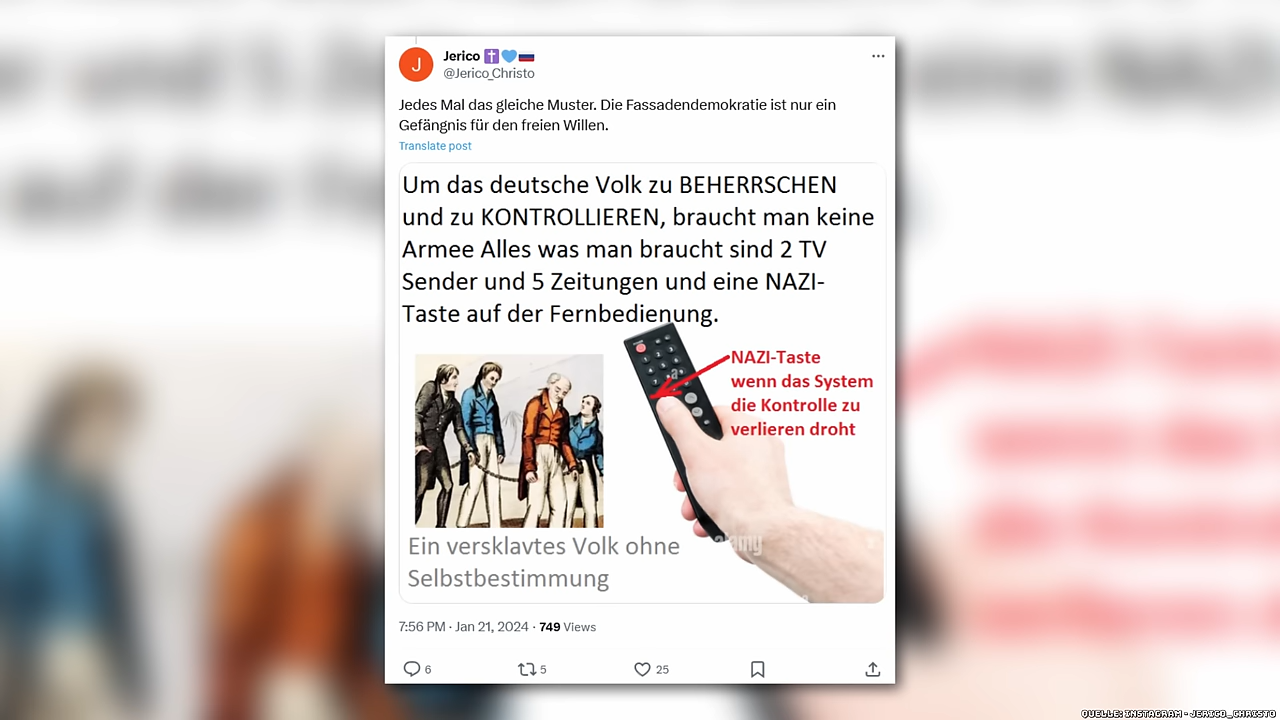 Jerico
@Jerico_Christo
Jedes Mal das gleiche Muster. Die Fassadendemokratie ist nur ein
Gefängnis für den freien Willen.
Translate post
Um das deutsche Volk zu BEHERRSCHEN
und zu KONTROLLIEREN, braucht man keine
Armee Alles was man braucht sind 2 TV
Sender und 5 Zeitungen und eine NAZI-
Taste auf der Fernbedienung.
NAZI-Taste
wenn das System
die Kontrolle zu
verlieren droht
Ein versklavtes Volk ohne
Selbstbestimmung
alamy
7:56 PM · Jan 21, 2024 · 749 Views
6 5 25
QUELLE: INSTAGRAM - JERICO_CHRISTO